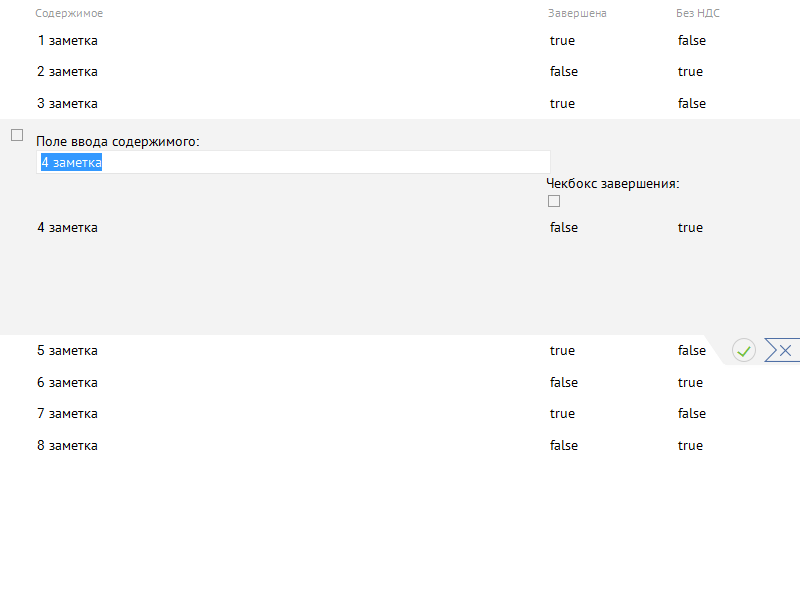 Содержимое Завершена Без НДС
1 заметка true false
2 заметка false true
3 заметка true false
Поле ввода содержимого:
4 заметка
Чекбокс завершения:
4 заметка false true
5 заметка true false
6 заметка false true
7 заметка true false
8 заметка false true